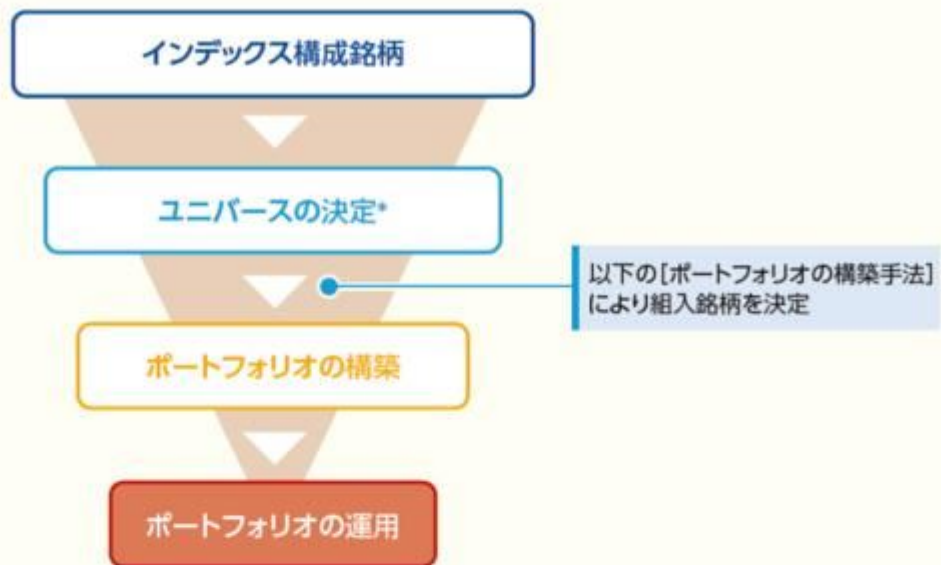 インデックス構成銘柄
ユニバースの決定*
以下の[ポートフォリオの構築手法]
により組入銘柄を決定
ポートフォリオの構築
ポートフォリオの運用